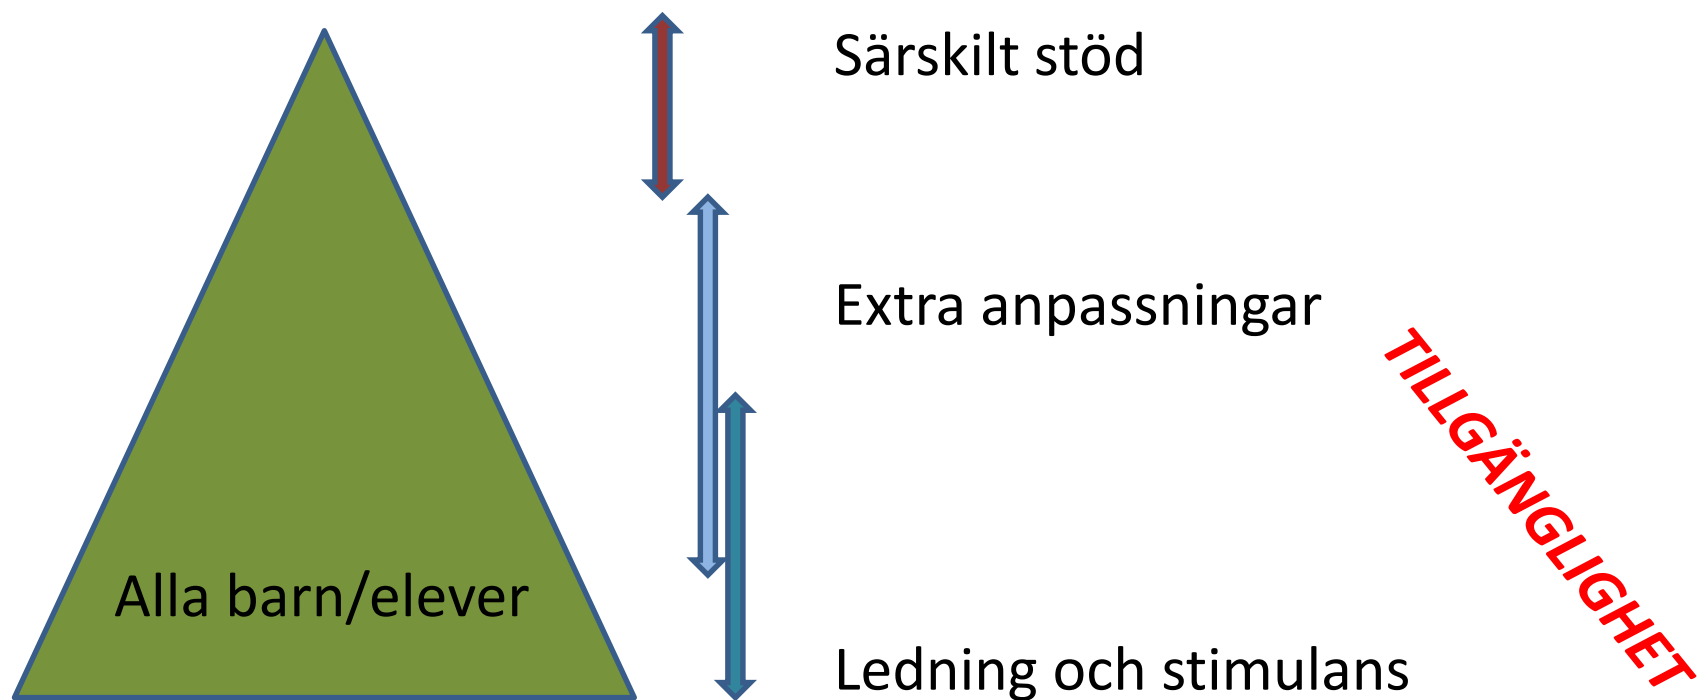 Särskilt stöd
Extra anpassningar
TILLGÄNGLIGHET
Alla barn/elever
Ledning och stimulans